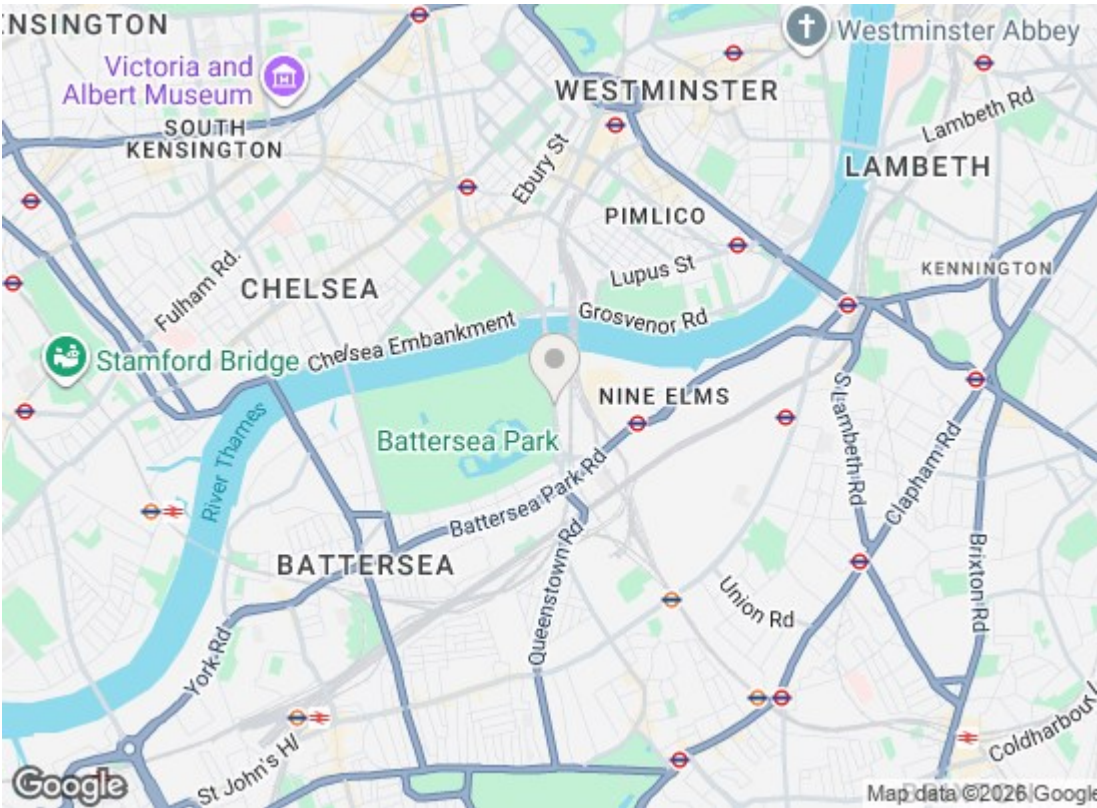 ENSINGTON
Westminster Abbey
Victoria and
Albert Museum
WESTMINSTER
Lambeth Rd
SOUTH
KENSINGTON
Ebury St
LAMBETH
PIMLICO
Fulham Rd.
Lupus St
KENNINGTON
CHELSEA
Grosvenor Rd
Chelsea Embankment
Stamford Bridge
NINE ELMS
S Lambeth Rd
Clapham Rd
Battersea Park
River Thames
Battersea Park Rd
BATTERSEA
Queenstown Rd
Union Rd
Brixton Rd
York Rd
St John's Hl
Coldharbour L
Google
Map data ©2026 Google